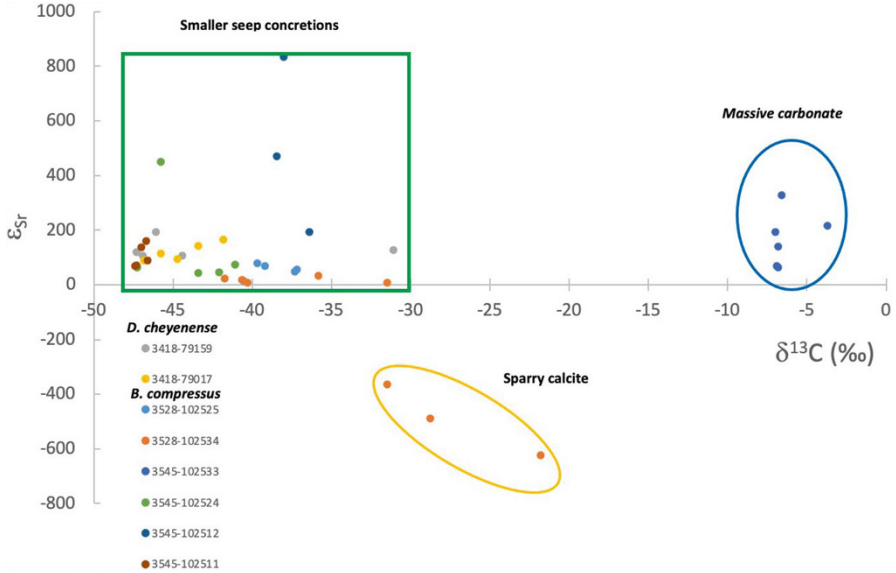 Smaller seep concretions
Massive carbonate
1000
800
600
400
200
0
-200
-400
-600
-800
εSr
-50 -45 -40 -35 -30 -25 -20 -15 -10 -5 0
δ13C (‰)
Sparry calcite
D. cheyenense
3418-79159
3418-79017
B. compressus
3528-102525
3528-102534
3545-102533
3545-102524
3545-102512
3545-102511